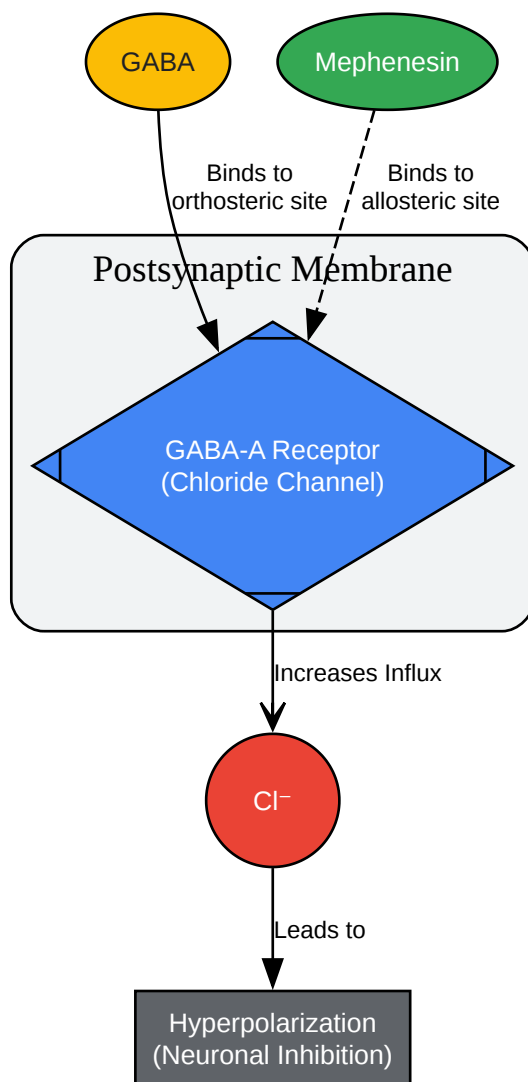 GABA
Mephenesin
Binds to
orthosteric site
Binds to
allosteric site
Postsynaptic Membrane
GABA-A Receptor
(Chloride Channel)
Increases Influx
Cl⁻
Leads to
Hyperpolarization
(Neuronal Inhibition)